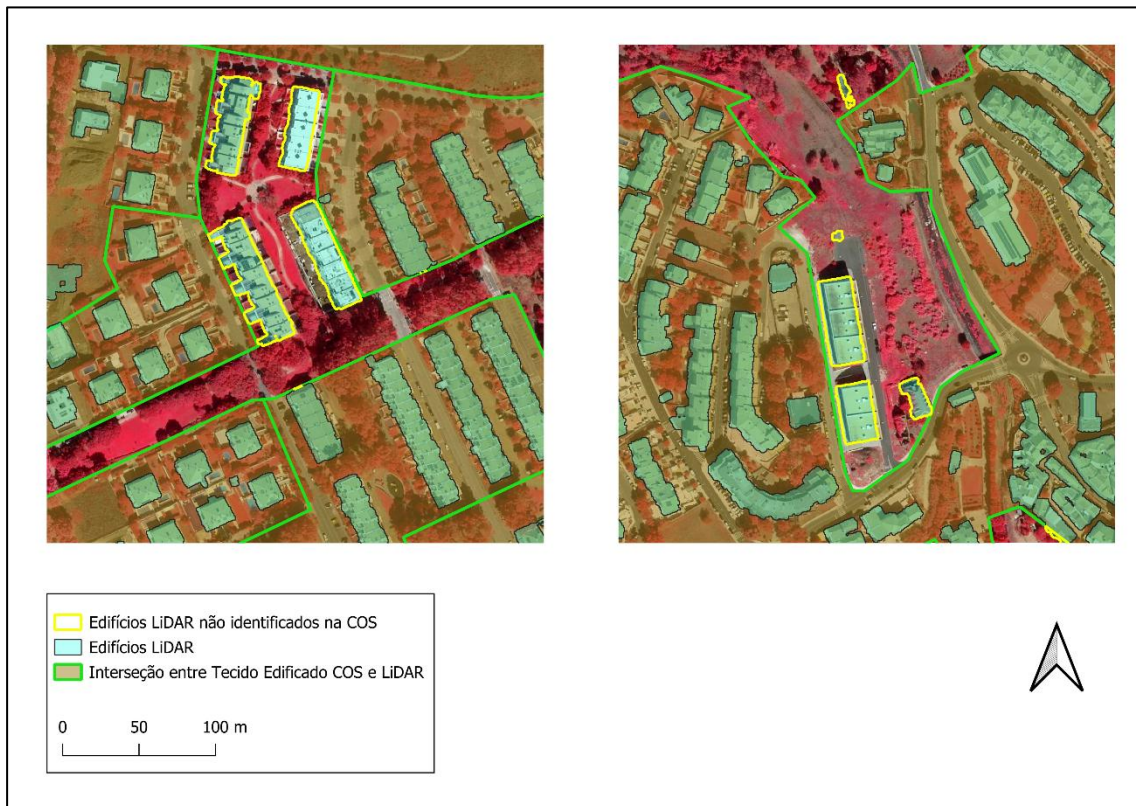 Edifícios LiDAR não identificados na COS
Edifícios LiDAR
Interseção entre Tecido Edificado COS e LiDAR
0 50 100 m